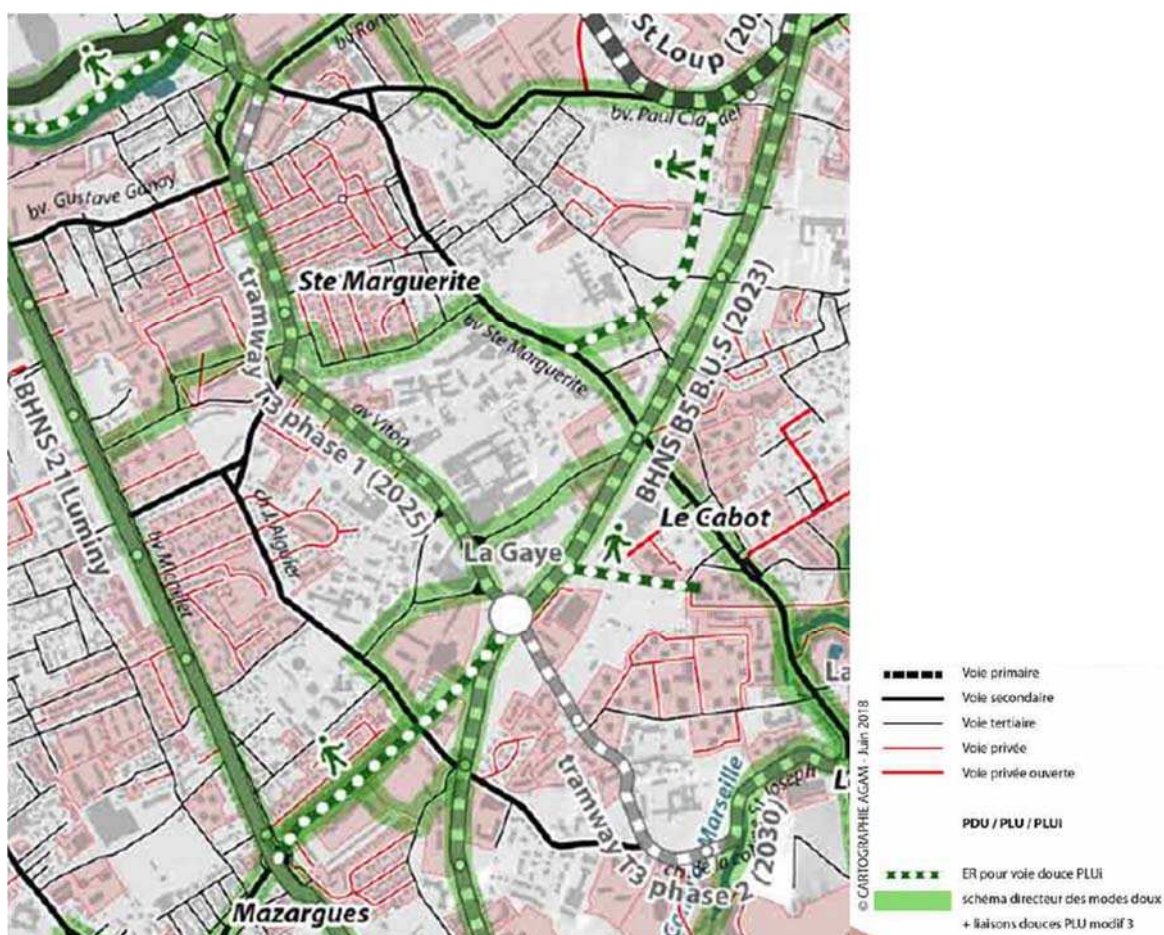 St Loup (20
bv. Paul Claudel
bv. Gustave Ganay
Ste Marguerite
tramway T3 phase 1 (2025)
bv Ste Marguerite
BHNS B5 B.U.S (2023)
av Viton
BHNS 21 Luminy
bv Michelet
ch J. Aiguier
Le Cabot
La Gaye
La
tramway T3 phase 2 (2030)
Marseille
Mazargues
Voie primaire
Voie secondaire
Voie tertiaire
Voie privée
Voie privée ouverte
PDU / PLU / PLUi
ER pour voie douce PLUi
schéma directeur des modes doux
+ liaisons douces PLU modif 3
© CARTOGRAPHIE AGAM - Juin 2018